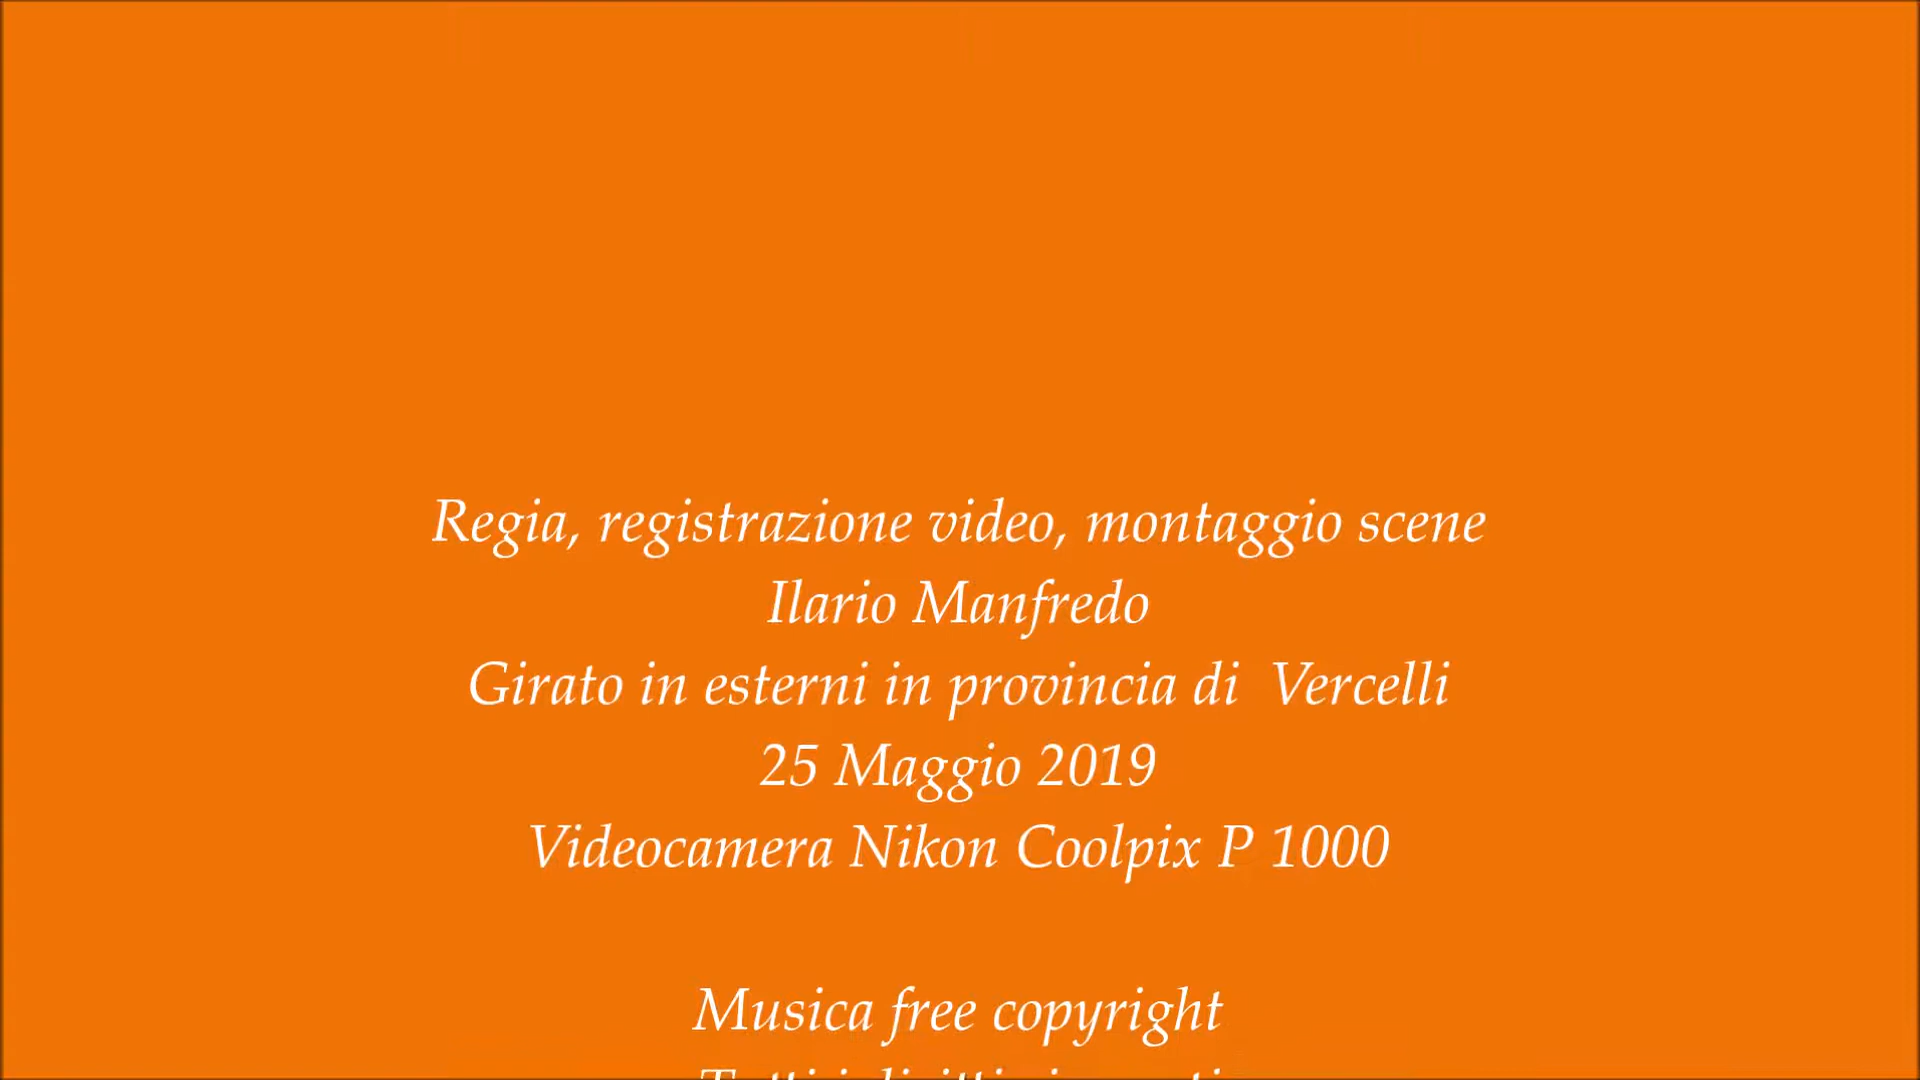 Regia, registrazione video, montaggio scene
Ilario Manfredo
Girato in esterni in provincia di  Vercelli
25 Maggio 2019
Videocamera Nikon Coolpix P 1000
Musica free copyright